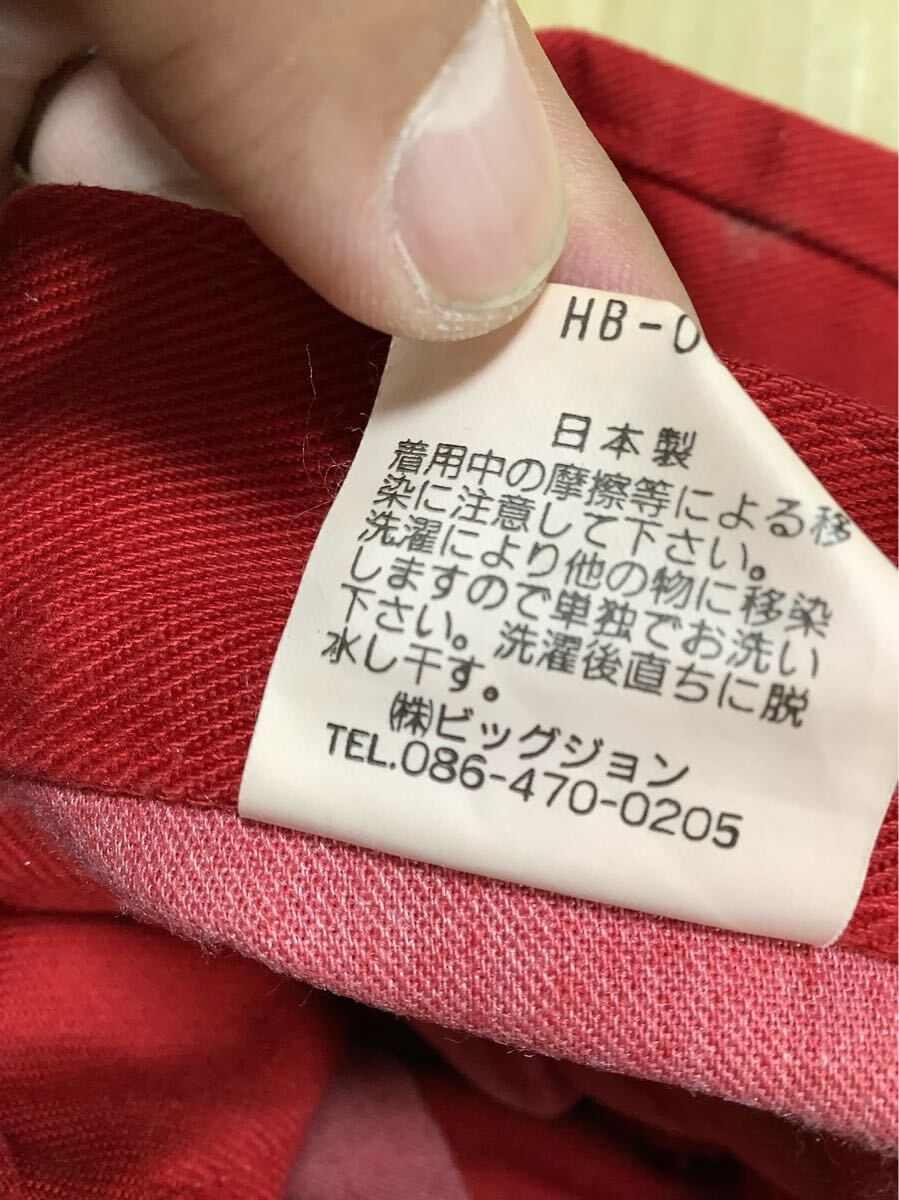 HB-0
日本製
着用中の摩擦等による移
染に注意して下さい。
洗濯により他の物に移染
しますので単独でお洗い
下さい。洗濯後直ちに脱
水し干す。
㈱ビッグジョン
TEL.086-470-0205